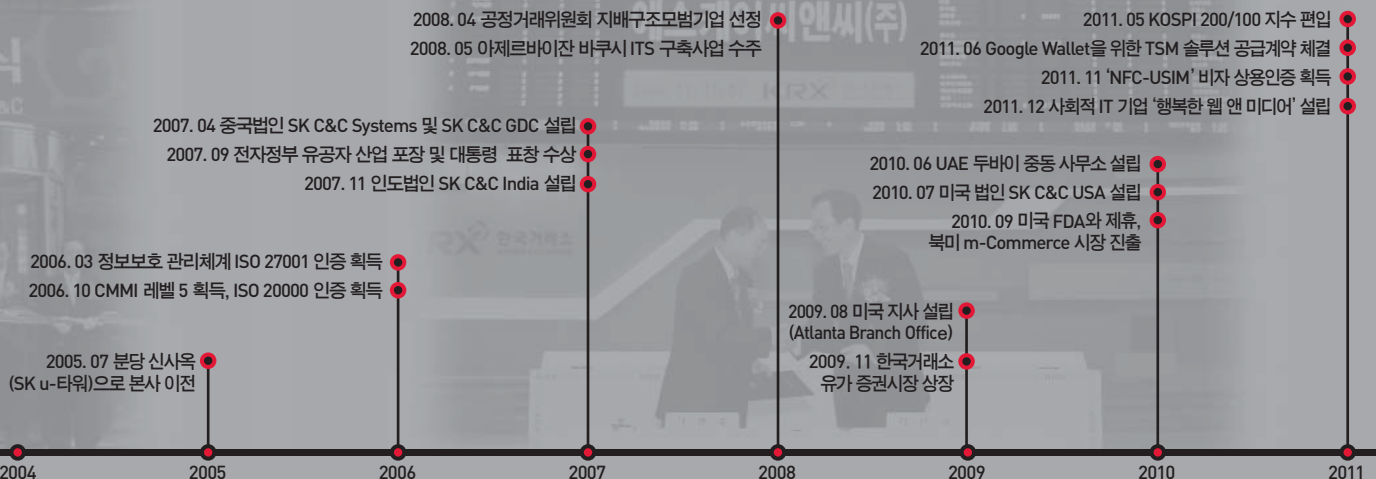 2008. 04 공정거래위원회 지배구조모범기업 선정
2008. 05 아제르바이잔 바쿠시 ITS 구축사업 수주
씨앤씨(주)
KRX
2011. 05 KOSPI 200/100 지수 편입
2011. 06 Google Wallet을 위한 TSM 솔루션 공급계약 체결
2011. 11 ‘NFC-USIM’ 비자 상용인증 획득
2011. 12 사회적 IT 기업 ‘행복한 웹 앤 미디어’ 설립
2007. 04 중국법인 SK C&C Systems 및 SK C&C GDC 설립
2007. 09 전자정부 유공자 산업 포장 및 대통령 표창 수상
2007. 11 인도법인 SK C&C India 설립
2010. 06 UAE 두바이 중동 사무소 설립
2010. 07 미국 법인 SK C&C USA 설립
2010. 09 미국 FDA와 제휴,
북미 m-Commerce 시장 진출
한국거래소
2006. 03 정보보호 관리체계 ISO 27001 인증 획득
2006. 10 CMMI 레벨 5 획득, ISO 20000 인증 획득
2009. 08 미국 지사 설립
(Atlanta Branch Office)
2009. 11 한국거래소
유가 증권시장 상장
2005. 07 분당 신사옥
(SK u-타워)으로 본사 이전
2004
2005
2006
2007
2008
2009
2010
2011